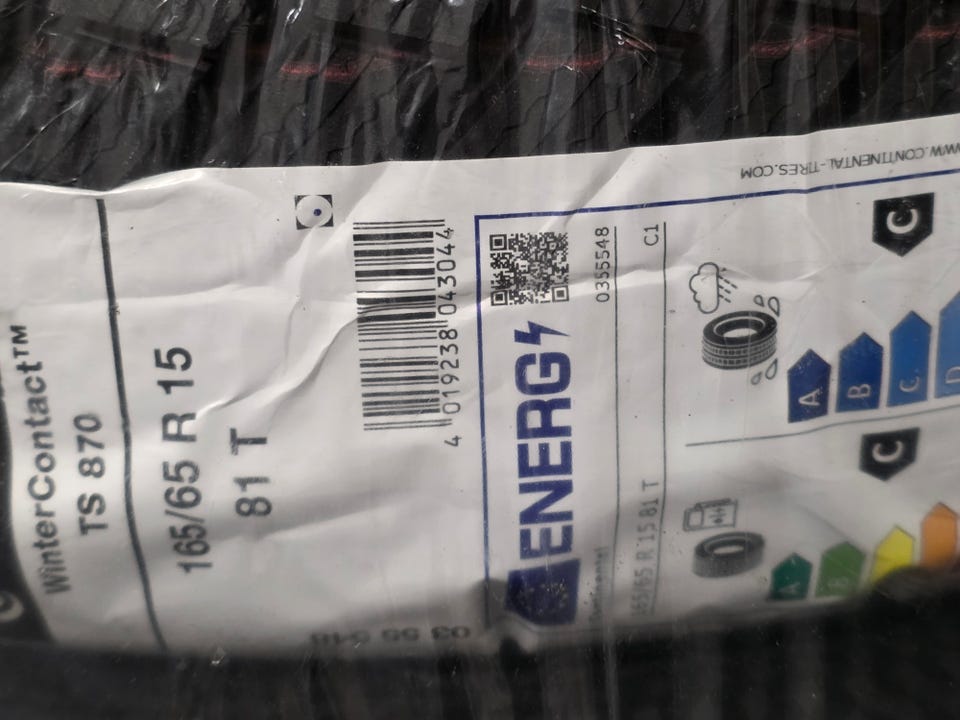 WinterContact™
TS 870
165/65 R 15
81 T
4 019238 043044
WWW.CONTINENTAL-TIRES.COM
ENERG
0355548
165/65 R 15 81 T
C1
C
A
B
C
D
C
A
B
03 55 548